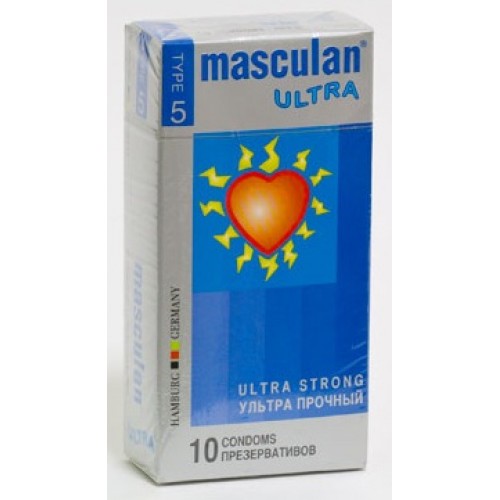 TYPE 5
masculan®
ULTRA
HAMBURG GERMANY
ULTRA STRONG
УЛЬТРА ПРОЧНЫЙ
10 CONDOMS
ПРЕЗЕРВАТИВОВ
masculan